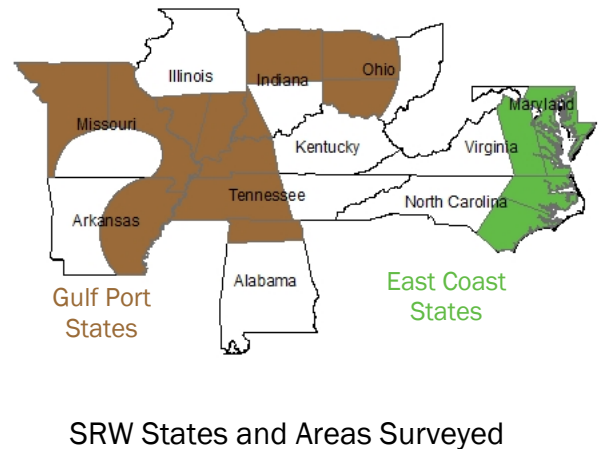 Illinois
Indiana
Ohio
Maryland
Missouri
Kentucky
Virginia
Tennessee
North Carolina
Arkansas
Alabama
Gulf Port
States
East Coast
States
SRW States and Areas Surveyed